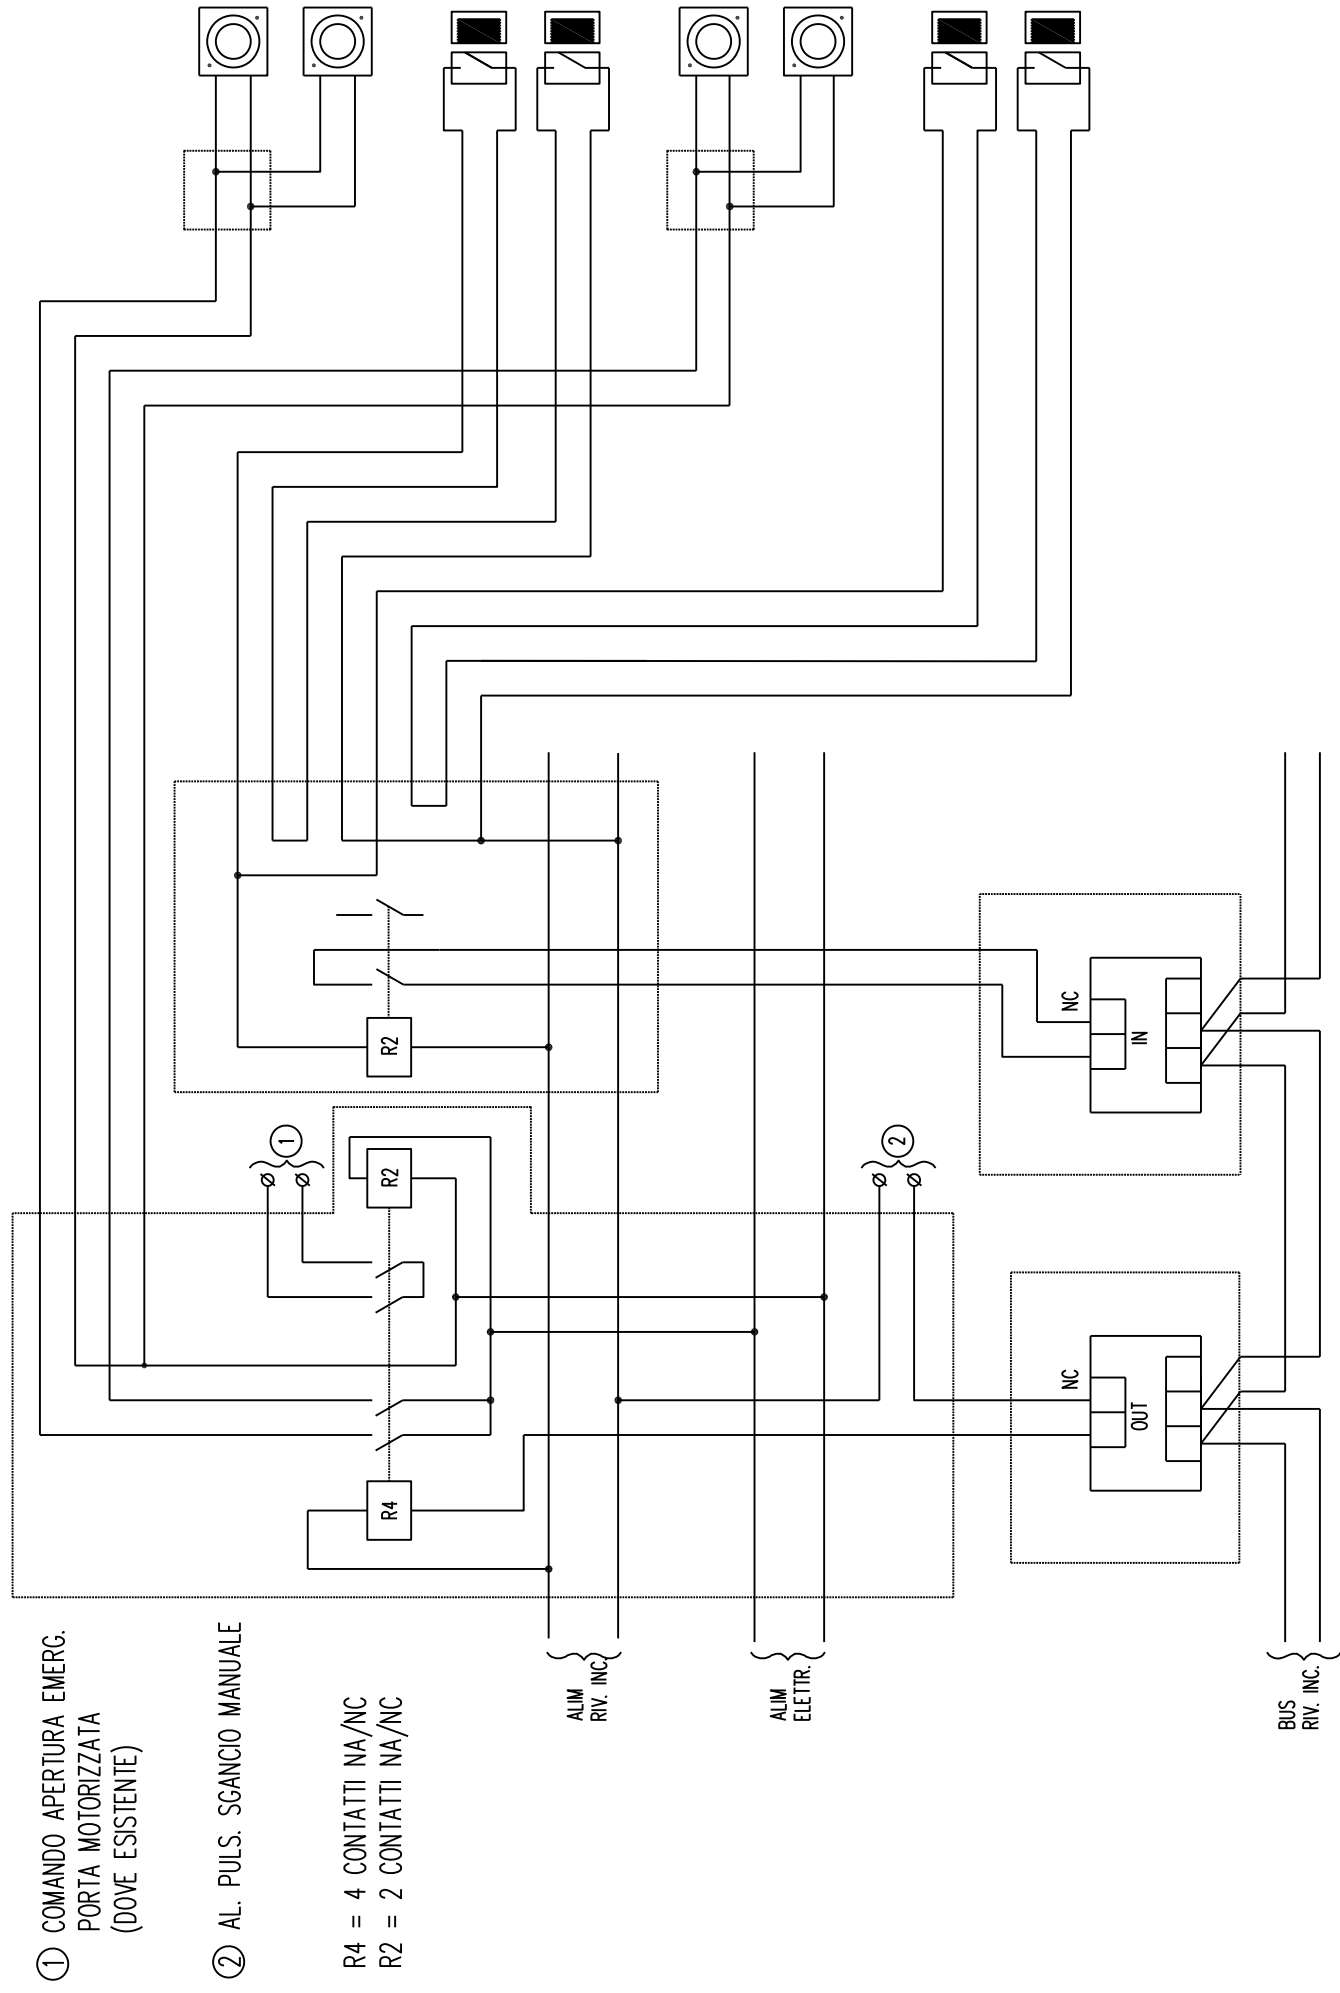 1 COMANDO APERTURA EMERG.
PORTA MOTORIZZATA
(DOVE ESISTENTE)
2 AL. PULS. SGANCIO MANUALE
R4 = 4 CONTATTI NA/NC
R2 = 2 CONTATTI NA/NC
R4
R2
1
R2
ALIM
RIV. INC.
ALIM
ELETTR.
2
NC
OUT
NC
IN
BUS
RIV. INC.